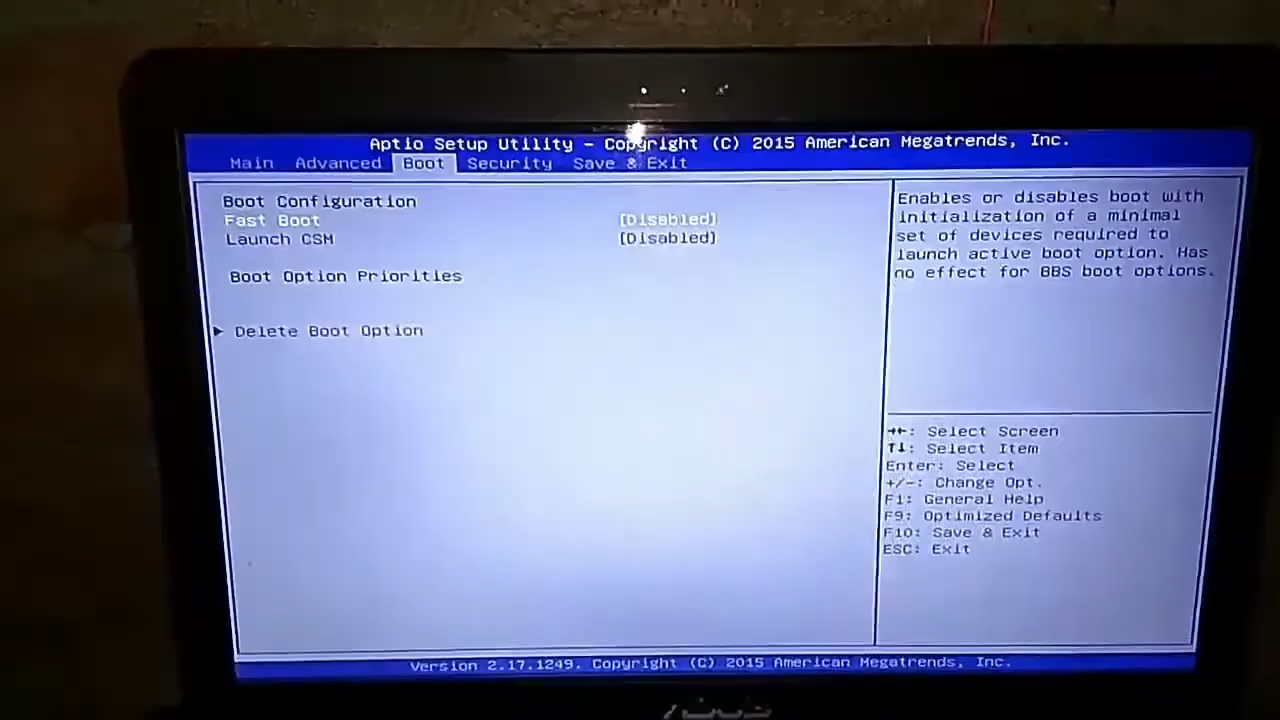 Aptio Setup Utility – Copyright (C) 2015 American Megatrends, Inc.
Main Advanced Boot Security Save & Exit
Boot Configuration
Fast Boot [Disabled]
Launch CSM [Disabled]
Boot Option Priorities
► Delete Boot Option
Enables or disables boot with
initialization of a minimal
set of devices required to
launch active boot option. Has
no effect for BBS boot options.
→←: Select Screen
↑↓: Select Item
Enter: Select
+/-: Change Opt.
F1: General Help
F9: Optimized Defaults
F10: Save & Exit
ESC: Exit
Version 2.17.1249. Copyright (C) 2015 American Megatrends, Inc.